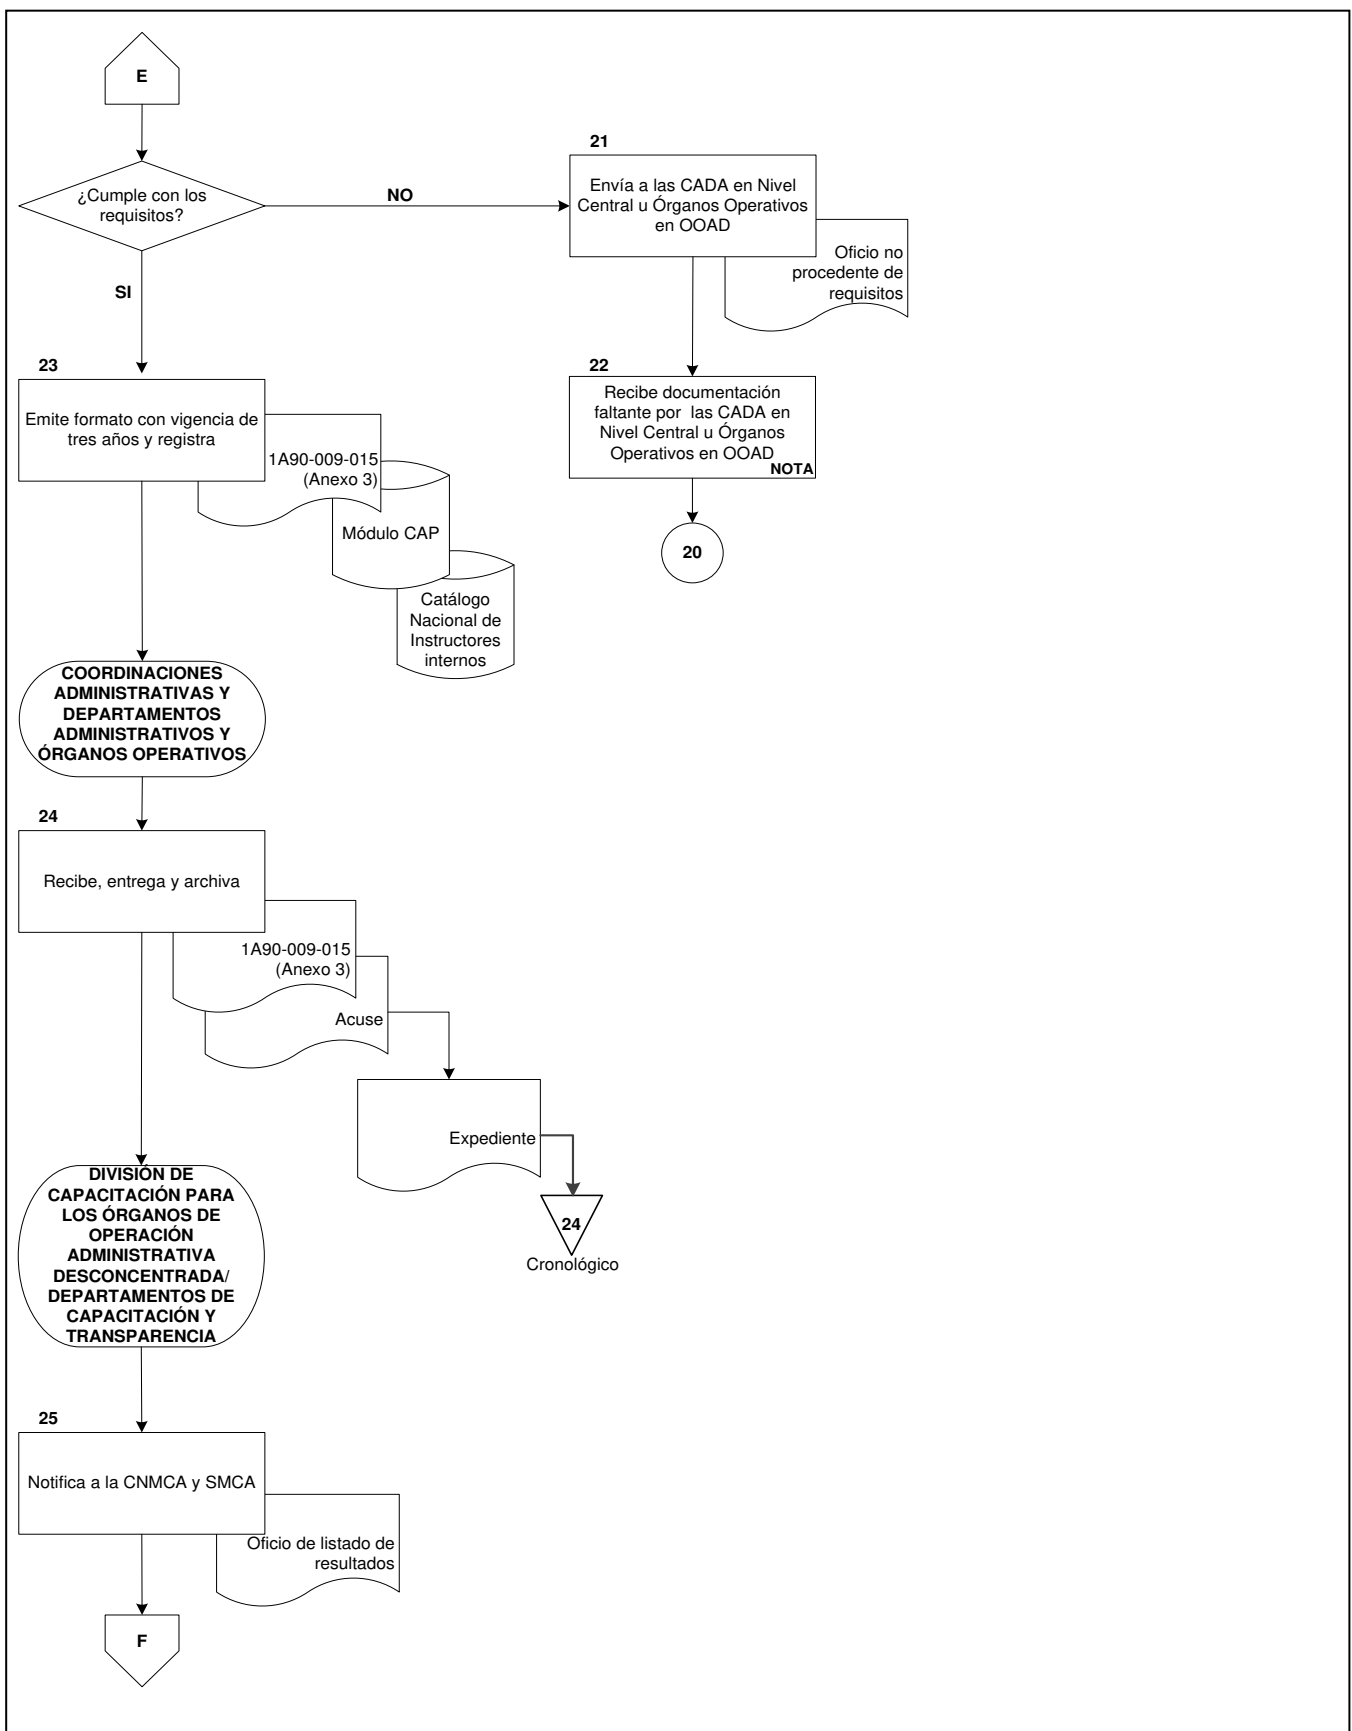 E
¿Cumple con los
requisitos?
NO
SI
21
Envía a las CADA en Nivel
Central u Órganos Operativos
en OOAD
Oficio no
procedente de
requisitos
22
Recibe documentación
faltante por las CADA en
Nivel Central u Órganos
Operativos en OOAD
NOTA
20
23
Emite formato con vigencia de
tres años y registra
1A90-009-015
(Anexo 3)
Módulo CAP
Catálogo
Nacional de
Instructores
internos
COORDINACIONES
ADMINISTRATIVAS Y
DEPARTAMENTOS
ADMINISTRATIVOS Y
ÓRGANOS OPERATIVOS
24
Recibe, entrega y archiva
1A90-009-015
(Anexo 3)
Acuse
Expediente
24
Cronológico
DIVISIÓN DE
CAPACITACIÓN PARA
LOS ÓRGANOS DE
OPERACIÓN
ADMINISTRATIVA
DESCONCENTRADA/
DEPARTAMENTOS DE
CAPACITACIÓN Y
TRANSPARENCIA
25
Notifica a la CNMCA y SMCA
Oficio de listado de
resultados
F